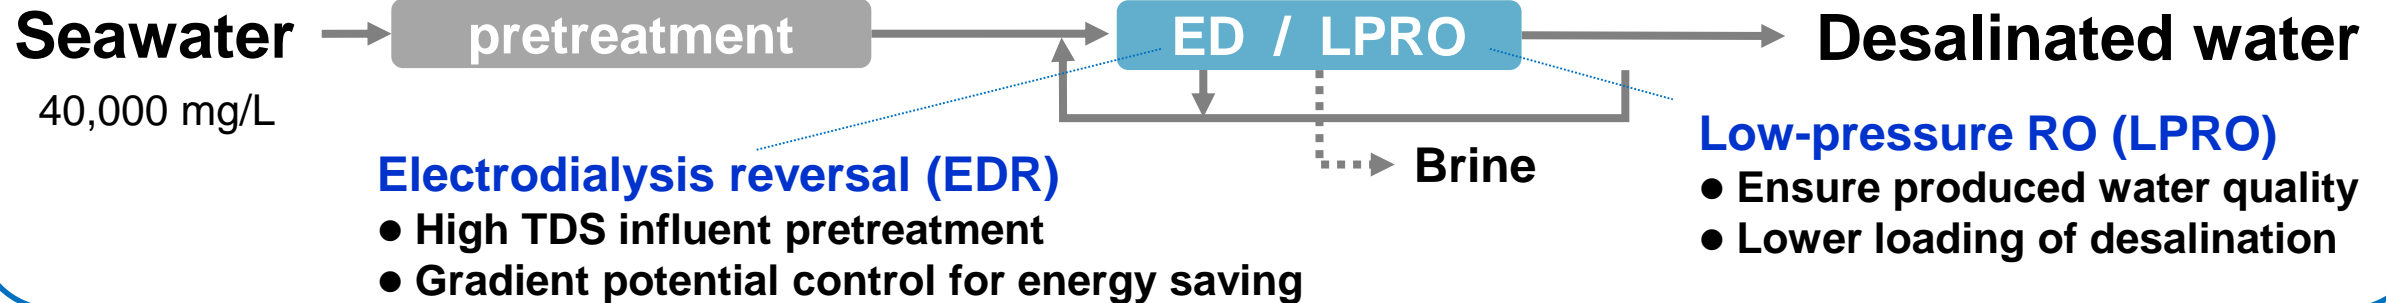 Seawater
pretreatment
ED / LPRO
Desalinated water
40,000 mg/L
Brine
Electrodialysis reversal (EDR)
● High TDS influent pretreatment
● Gradient potential control for energy saving
Low-pressure RO (LPRO)
● Ensure produced water quality
● Lower loading of desalination